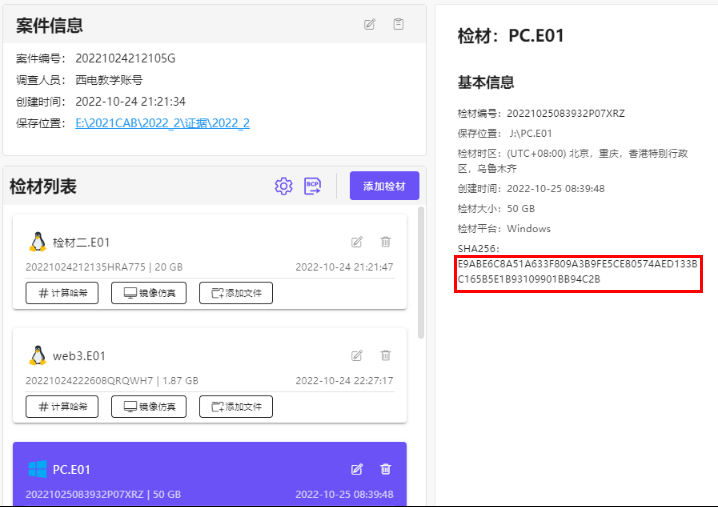 案件信息
案件编号： 20221024212105G
调查人员： 西电教学账号
创建时间： 2022-10-24 21:21:34
保存位置： E:\2021CAB\2022_2\证据\2022_2
检材列表
BCP
添加检材
检材二.E01
20221024212135HRA775 | 20 GB
2022-10-24 21:21:47
计算哈希
镜像仿真
添加文件
web3.E01
20221024222608QRQWH7 | 1.87 GB
2022-10-24 22:27:17
计算哈希
镜像仿真
添加文件
PC.E01
20221025083932P07XRZ | 50 GB
2022-10-25 08:39:48
检材： PC.E01
基本信息
检材编号： 20221025083932P07XRZ
保存位置： J:\PC.E01
检材时区： (UTC+08:00) 北京，重庆，香港特别行政
区，乌鲁木齐
创建时间： 2022-10-25 08:39:48
检材大小： 50 GB
检材平台： Windows
SHA256：
E9ABE6C8A51A633F809A3B9FE5CE80574AED133B
C165B5E1B93109901BB94C2B